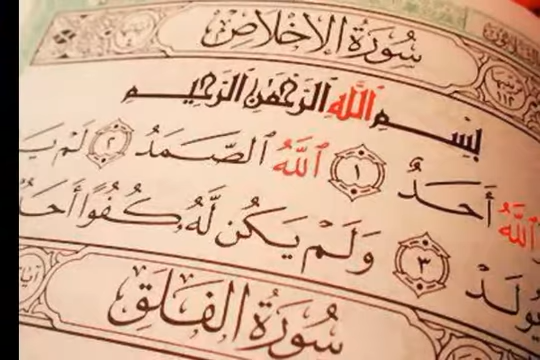 سُورَةُ الإِخْلَاصِ
بِسْمِ اللَّهِ الرَّحْمَٰنِ الرَّحِيمِ
اللَّهُ أَحَدٌ ١ اللَّهُ الصَّمَدُ ٢ لَمْ يَـ
يُولَدْ ٣ وَلَمْ يَكُن لَّهُ كُفُوًا أَحَدٌ
سُورَةُ الفَلَقِ